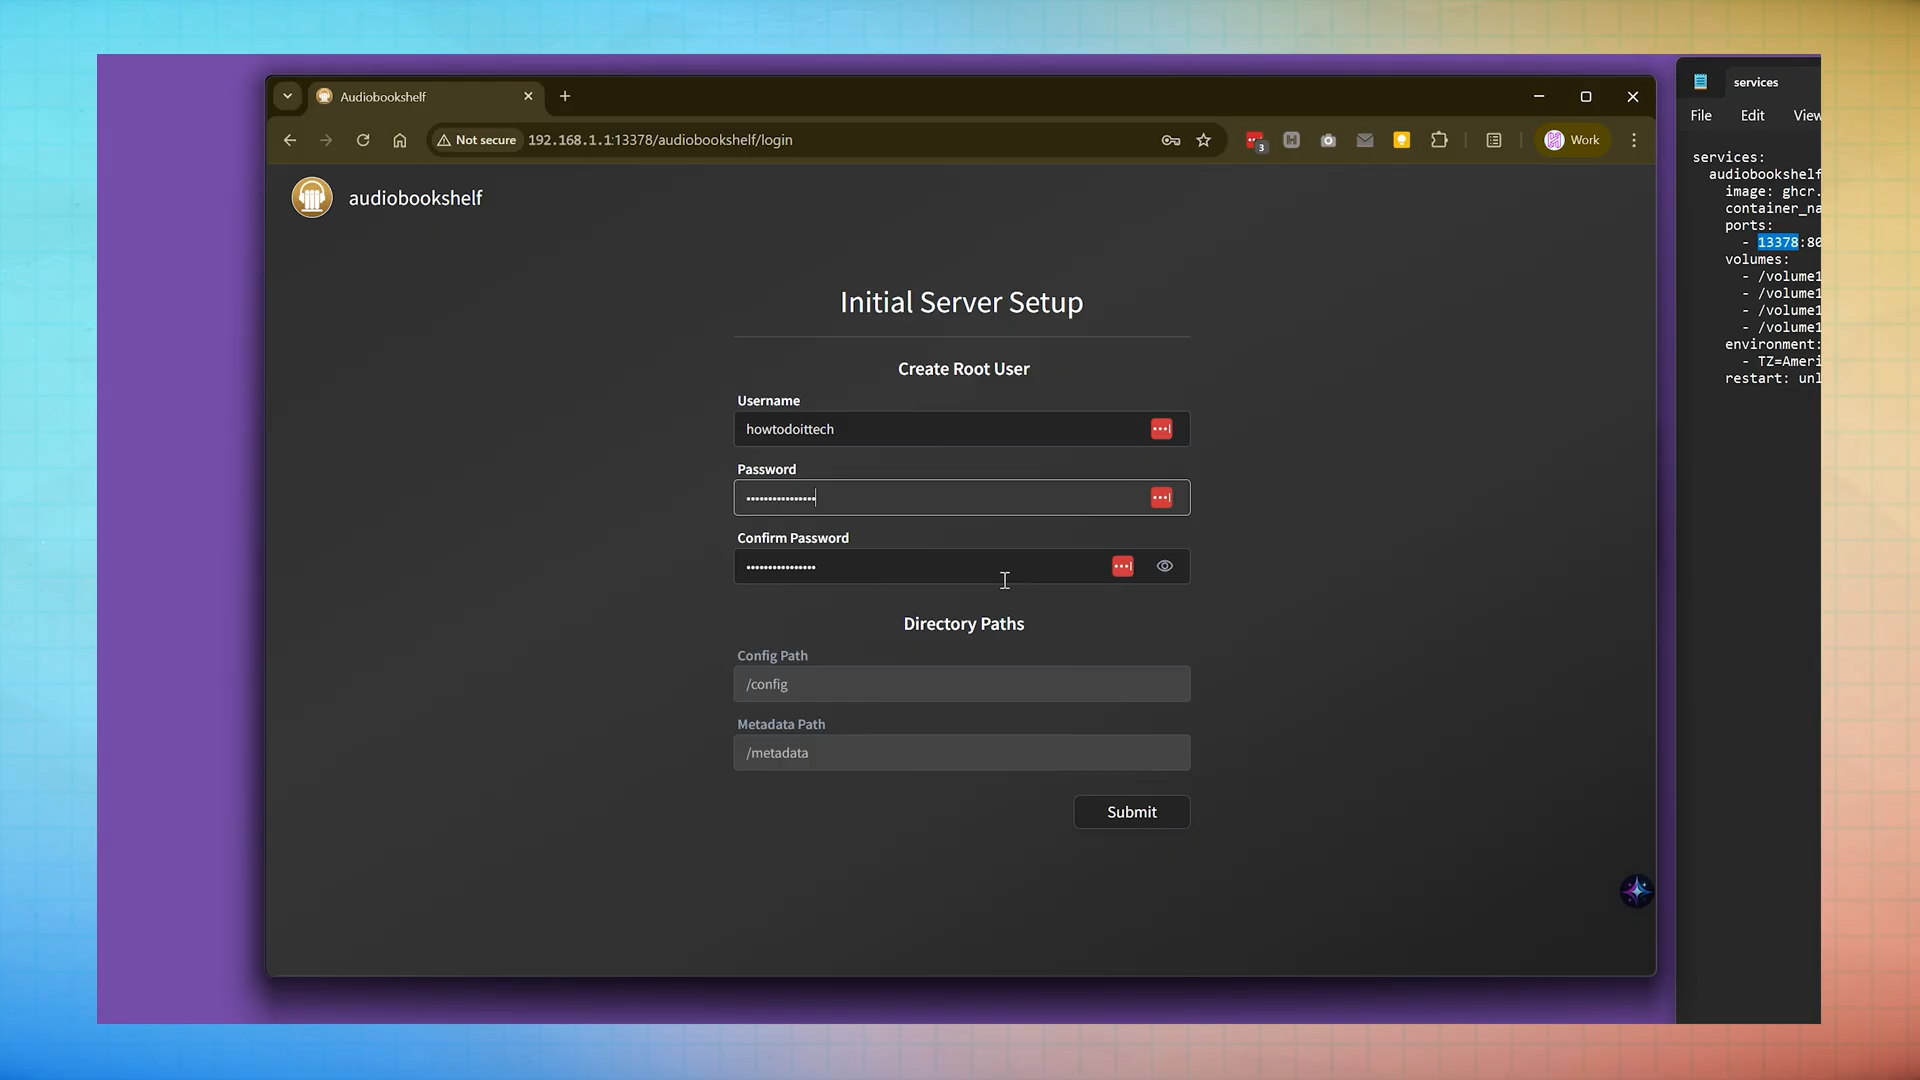 Audiobookshelf
Not secure 192.168.1.1:13378/audiobookshelf/login
3
Work
audiobookshelf
Initial Server Setup
Create Root User
Username
howtodoittech
Password
••••••••••••••••
Confirm Password
••••••••••••••••
Directory Paths
Config Path
/config
Metadata Path
/metadata
Submit
services
File Edit View
services:
audiobookshelf
image: ghcr.
container_na
ports:
- 13378:80
volumes:
- /volume1
- /volume1
- /volume1
- /volume1
environment:
- TZ=Ameri
restart: unl